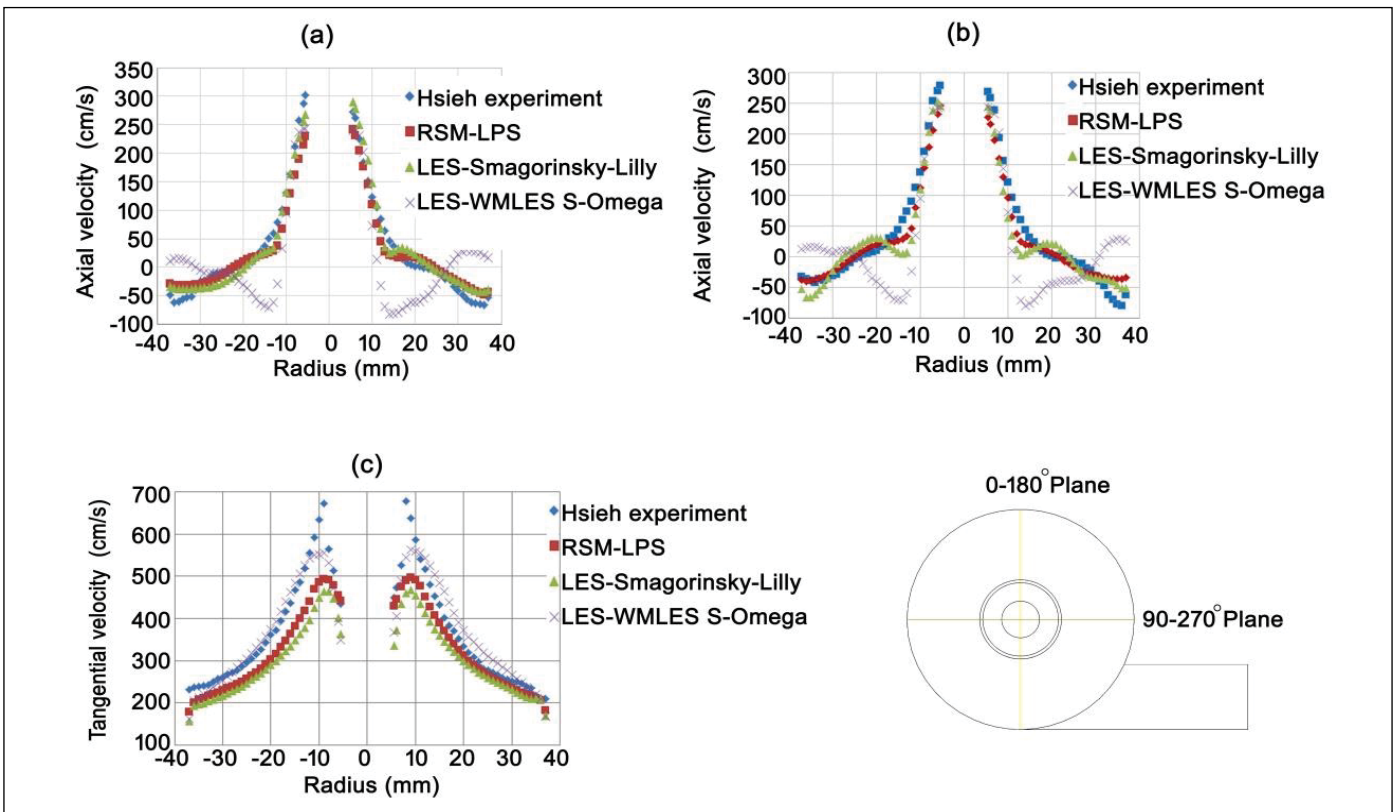 (a)
Axial velocity (cm/s)
350
300
250
200
150
100
50
0
-50
-100
-40 -30 -20 -10 0 10 20 30 40
Radius (mm)
Hsieh experiment
RSM-LPS
LES-Smagorinsky-Lilly
LES-WMLES S-Omega
(b)
Axial velocity (cm/s)
300
250
200
150
100
50
0
-50
-100
-40 -30 -20 -10 0 10 20 30 40
Radius (mm)
Hsieh experiment
RSM-LPS
LES-Smagorinsky-Lilly
LES-WMLES S-Omega
(c)
Tangential velocity (cm/s)
700
600
500
400
300
200
100
-40 -30 -20 -10 0 10 20 30 40
Radius (mm)
Hsieh experiment
RSM-LPS
LES-Smagorinsky-Lilly
LES-WMLES S-Omega
0-180° Plane
90-270° Plane